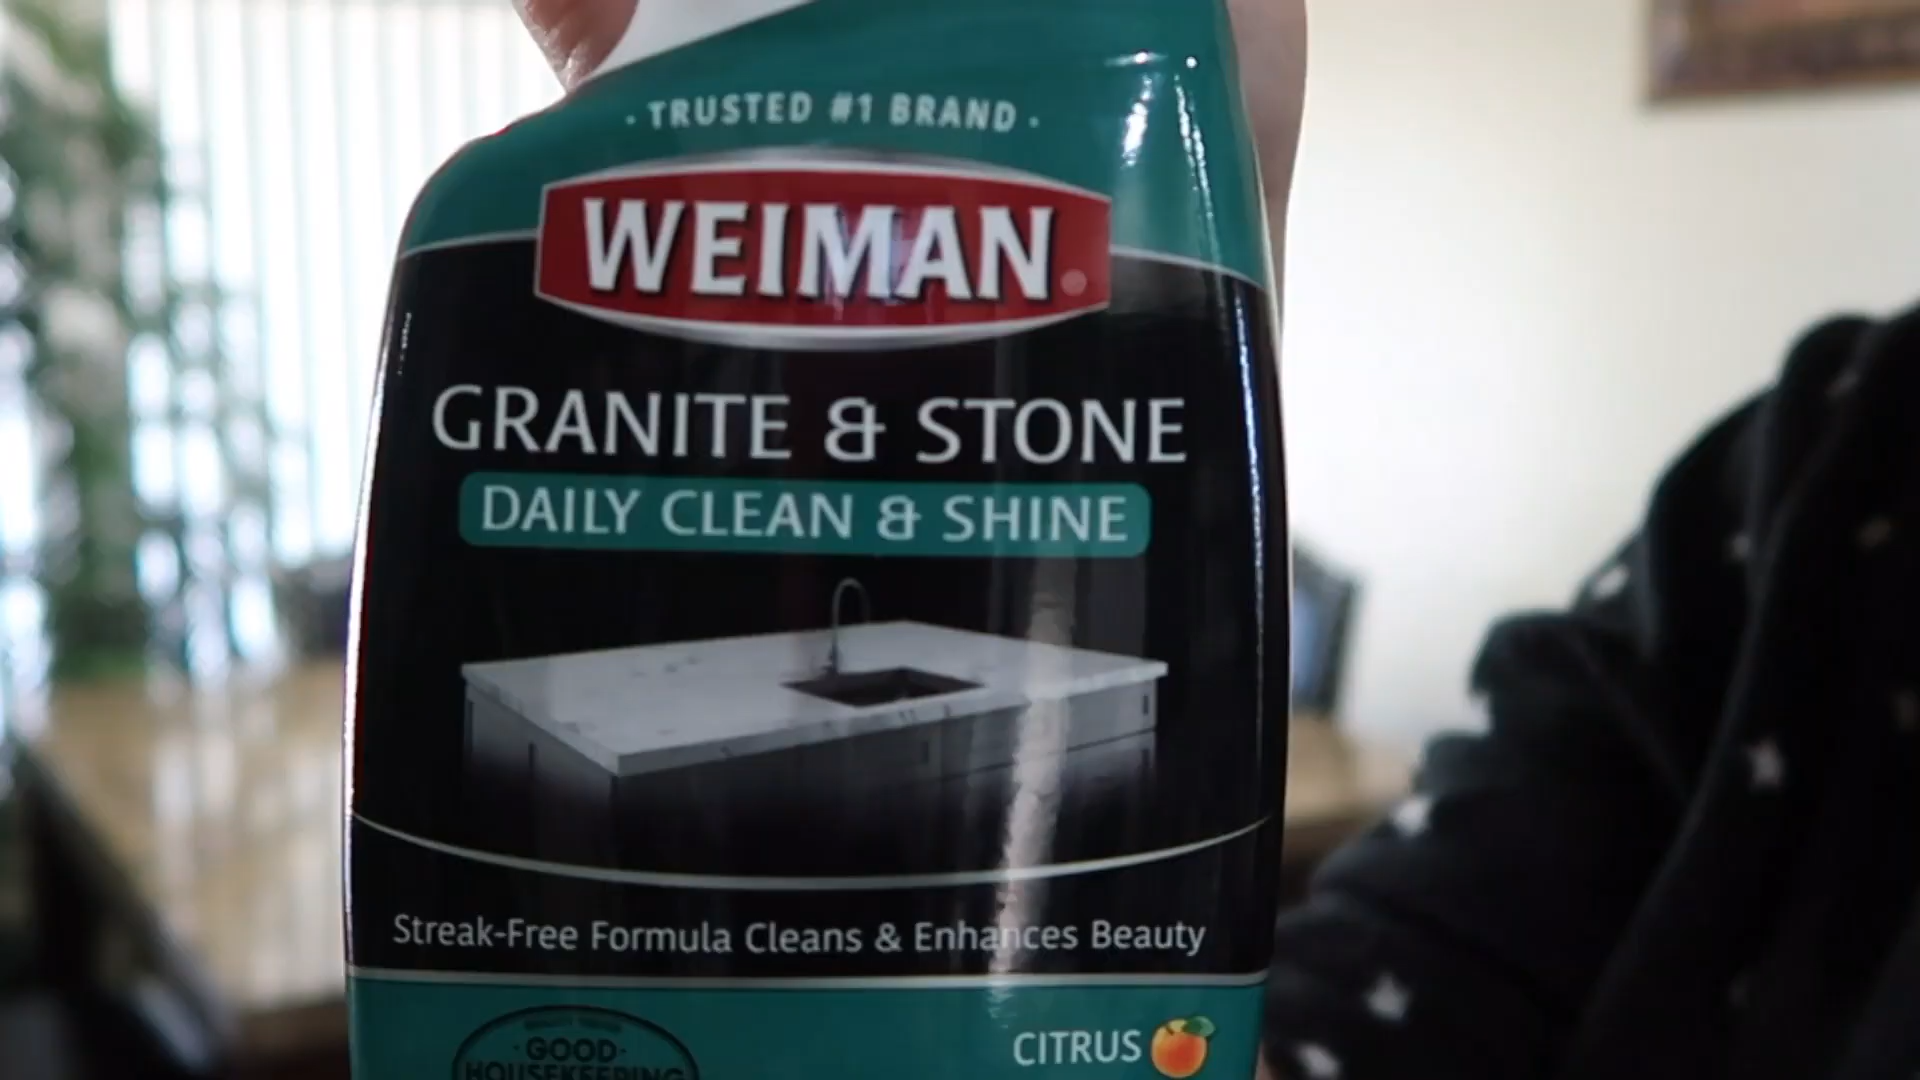 · TRUSTED #1 BRAND ·
WEIMAN
GRANITE & STONE
DAILY CLEAN & SHINE
Streak-Free Formula Cleans & Enhances Beauty
CITRUS
· GOOD ·
HOUSEKEEPING